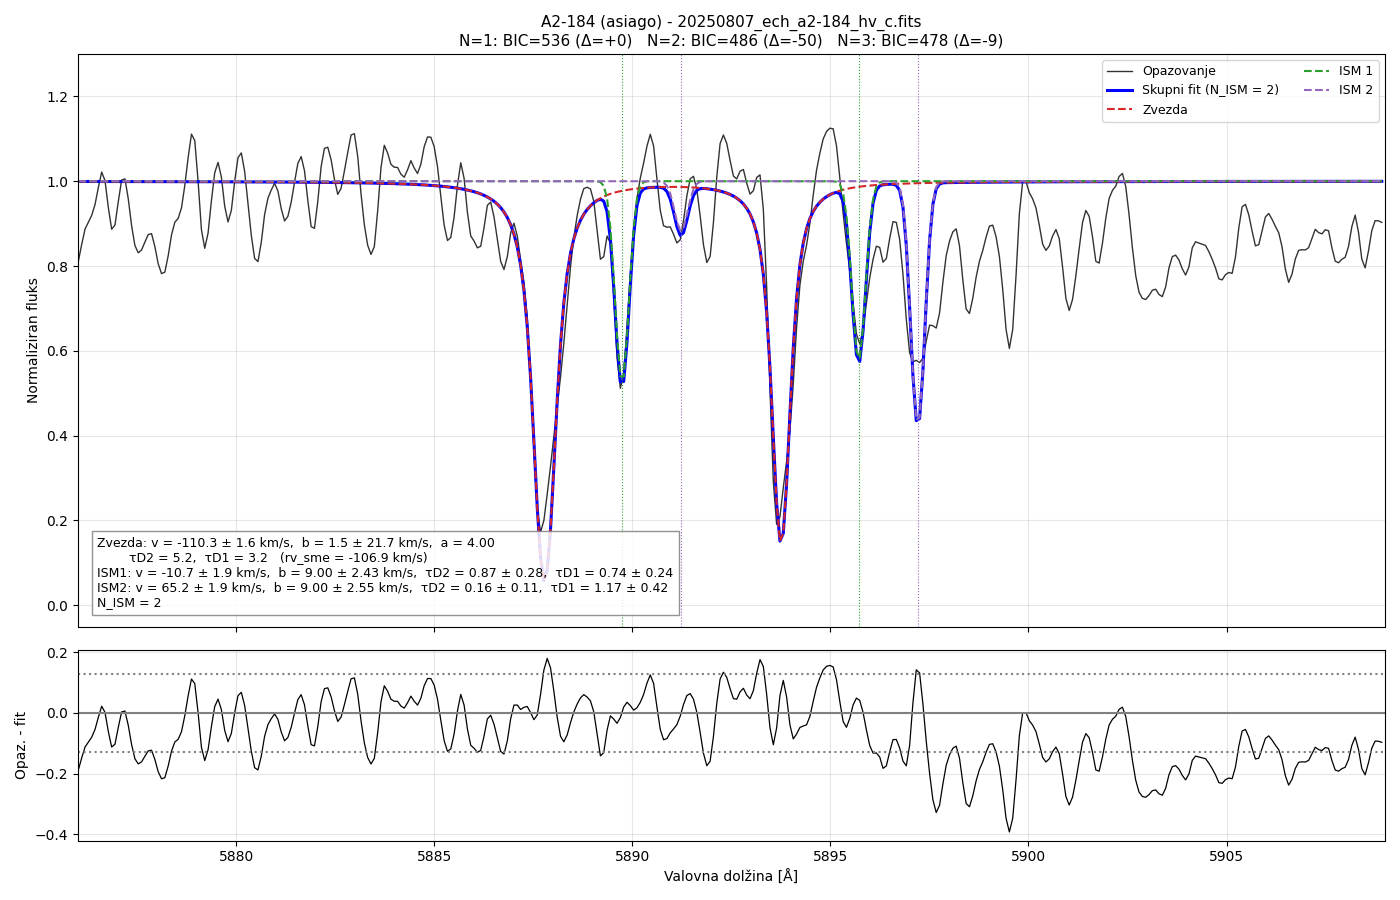 A2-184 (asiago) - 20250807_ech_a2-184_hv_c.fits
N=1: BIC=536 (Δ=+0)   N=2: BIC=486 (Δ=-50)   N=3: BIC=478 (Δ=-9)
Opazovanje
Skupni fit (N_ISM = 2)
Zvezda
ISM 1
ISM 2
Normaliziran fluks
1.2
1.0
0.8
0.6
0.4
0.2
0.0
Zvezda: v = -110.3 ± 1.6 km/s,  b = 1.5 ± 21.7 km/s,  a = 4.00
τD2 = 5.2,  τD1 = 3.2   (rv_sme = -106.9 km/s)
ISM1: v = -10.7 ± 1.9 km/s,  b = 9.00 ± 2.43 km/s,  τD2 = 0.87 ± 0.28,  τD1 = 0.74 ± 0.24
ISM2: v = 65.2 ± 1.9 km/s,  b = 9.00 ± 2.55 km/s,  τD2 = 0.16 ± 0.11,  τD1 = 1.17 ± 0.42
N_ISM = 2
Opaz. - fit
0.2
0.0
−0.2
−0.4
5880 5885 5890 5895 5900 5905
Valovna dolžina [Å]